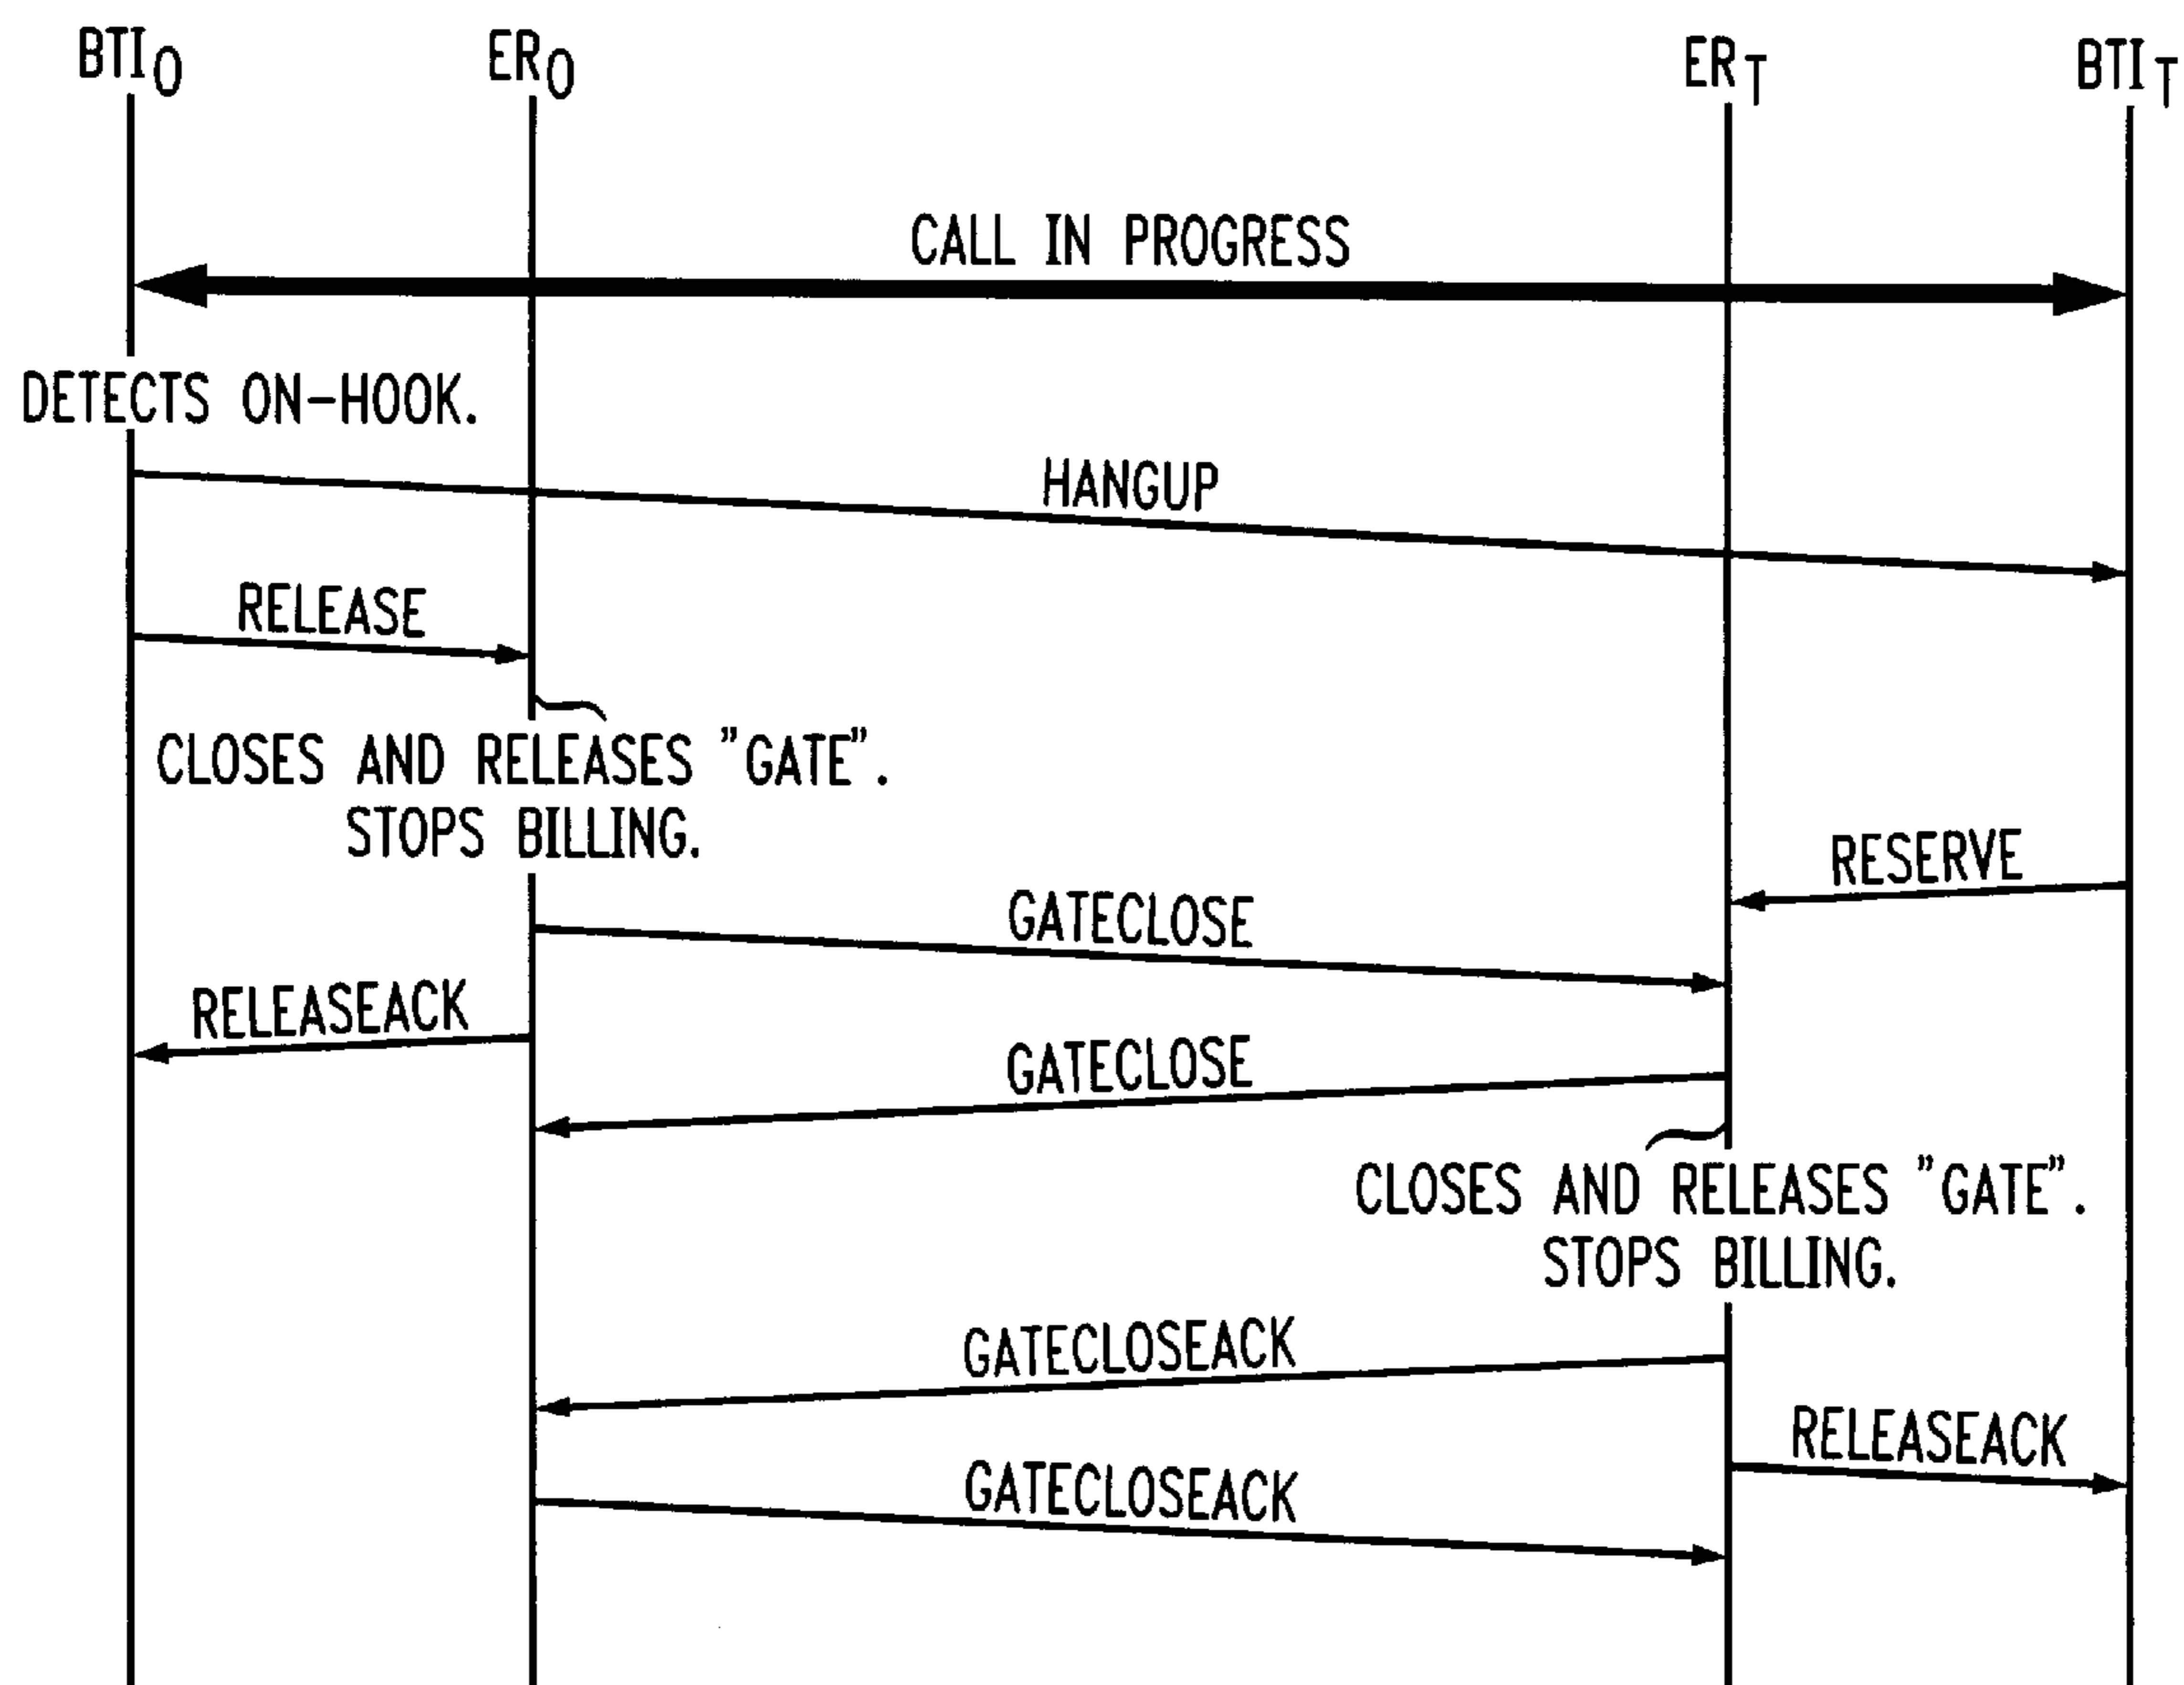 BTIO
ERO
ERT
BTIT
CALL IN PROGRESS
DETECTS ON-HOOK.
HANGUP
RELEASE
CLOSES AND RELEASES "GATE".
STOPS BILLING.
RESERVE
GATECLOSE
RELEASEACK
GATECLOSE
CLOSES AND RELEASES "GATE".
STOPS BILLING.
GATECLOSEACK
RELEASEACK
GATECLOSEACK